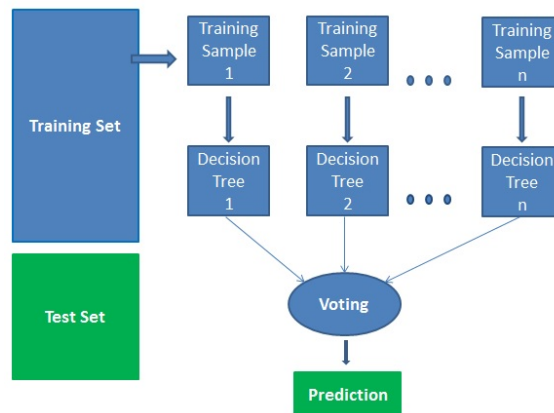 Training Set
Training
Sample
1
Training
Sample
2
Training
Sample
n
Decision
Tree
1
Decision
Tree
2
Decision
Tree
n
Test Set
Voting
Prediction